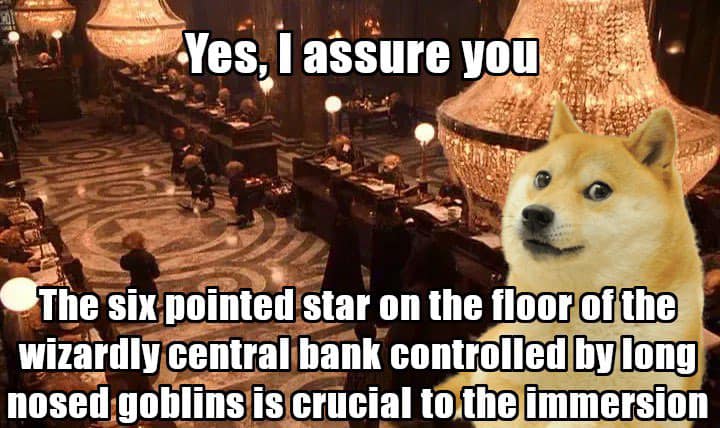 Yes, I assure you
The six pointed star on the floor of the
wizardly central bank controlled by long
nosed goblins is crucial to the immersion